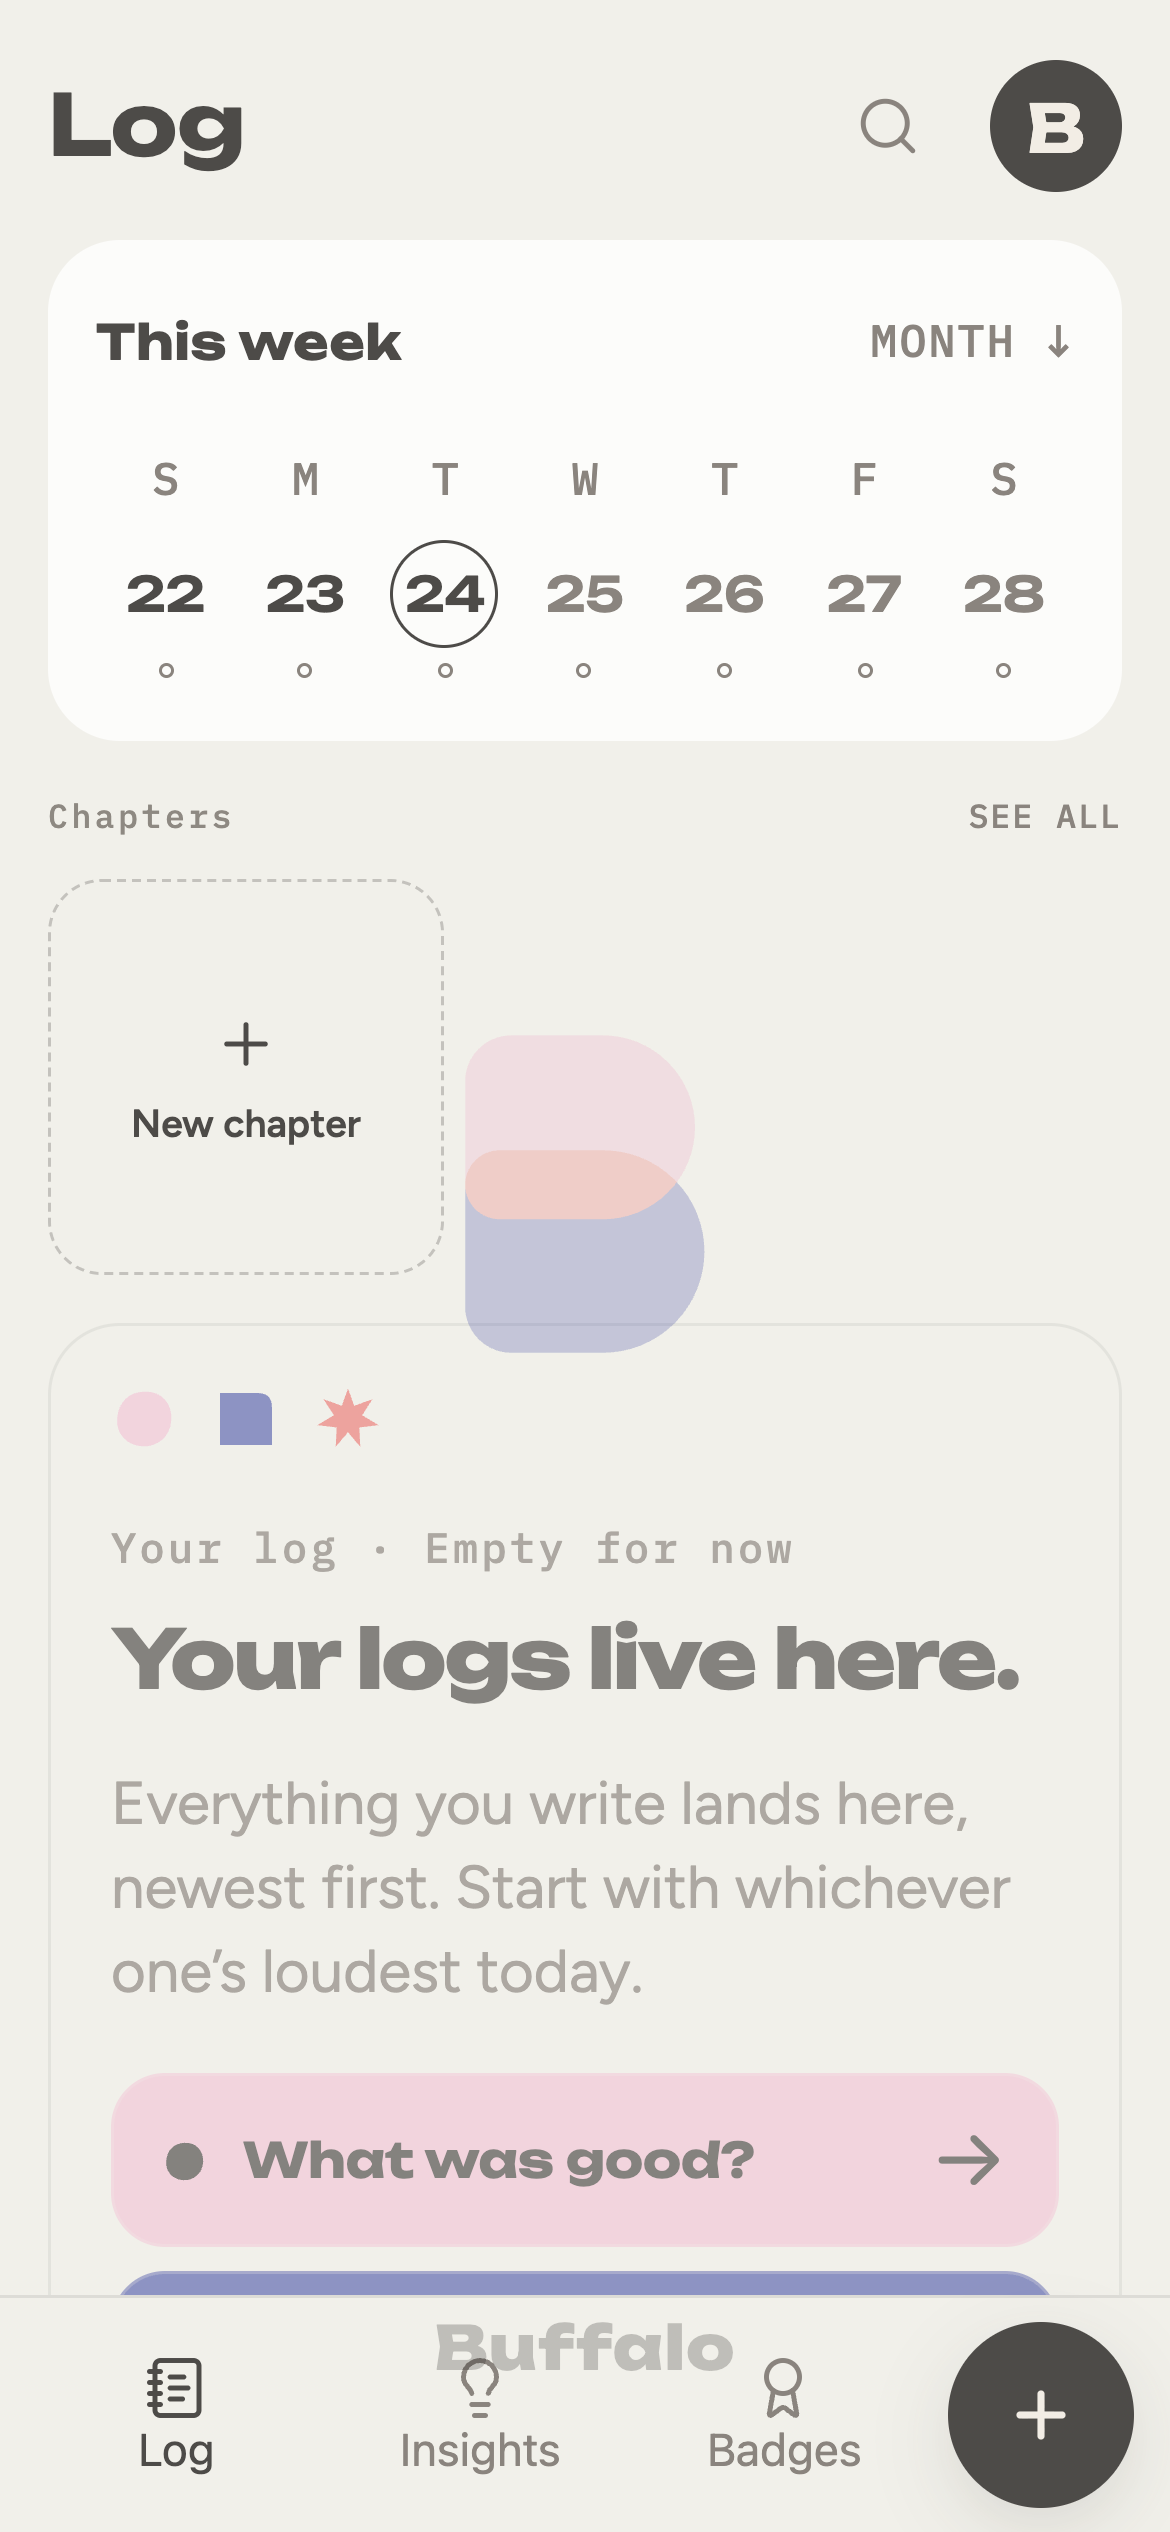 Log
B
This week
MONTH ↓
S M T W T F S
22 23 24 25 26 27 28
Chapters
SEE ALL
New chapter
B
Your log · Empty for now
Your logs live here.
Everything you write lands here,
newest first. Start with whichever
one’s loudest today.
What was good?
Buffalo
Log
Insights
Badges